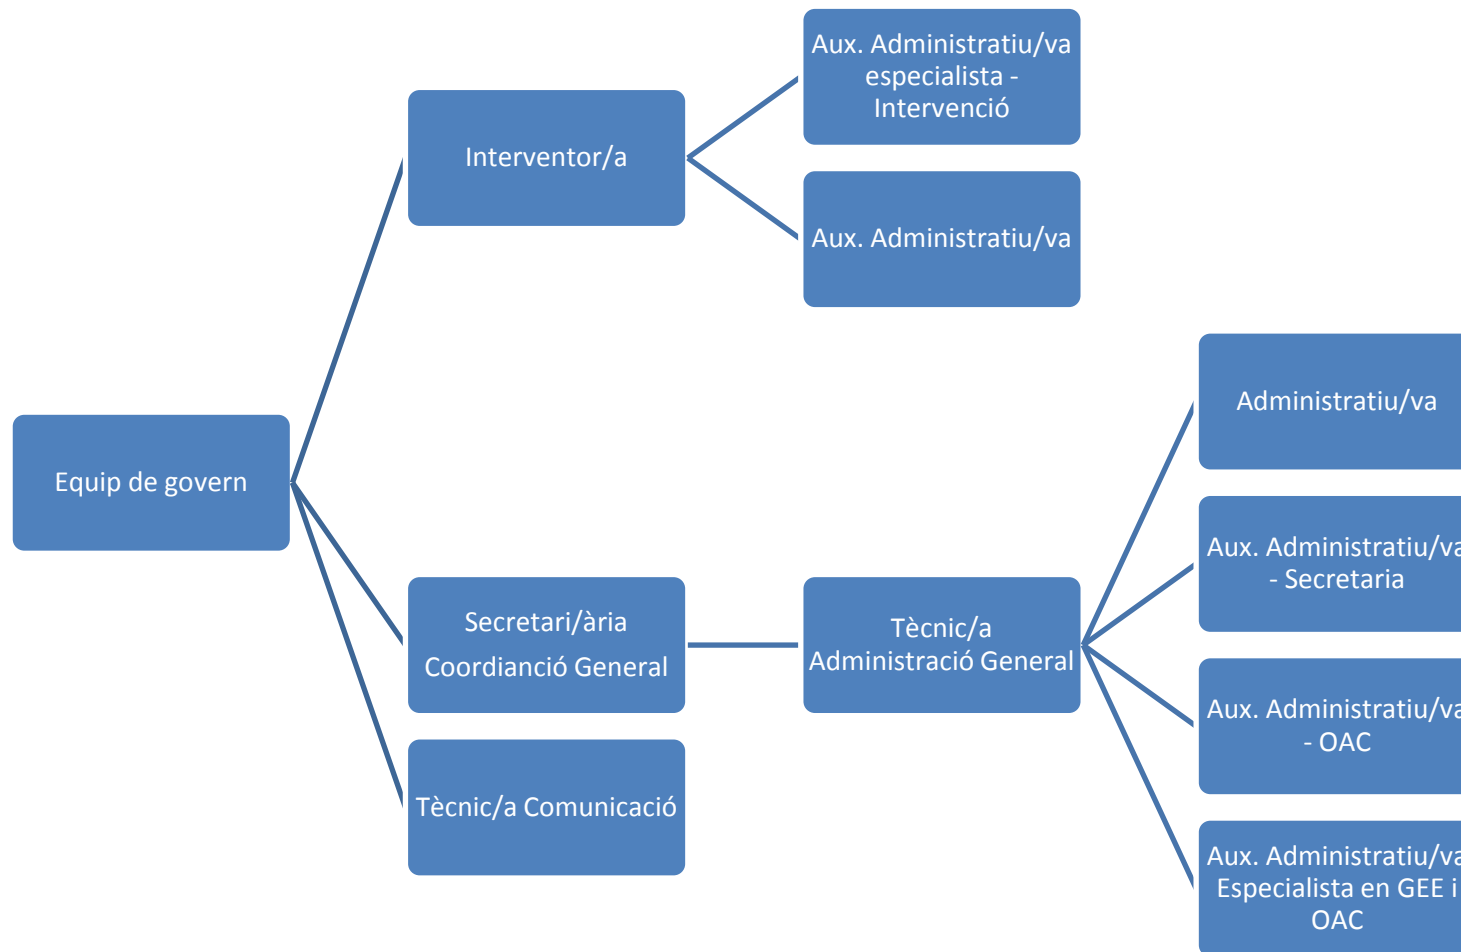 Aux. Administratiu/va
especialista -
Intervenció
Interventor/a
Aux. Administratiu/va
Administratiu/va
Equip de govern
Aux. Administratiu/va
- Secretaria
Secretari/ària
Coordianció General
Tècnic/a
Administració General
Aux. Administratiu/va
- OAC
Tècnic/a Comunicació
Aux. Administratiu/va
Especialista en GEE i
OAC